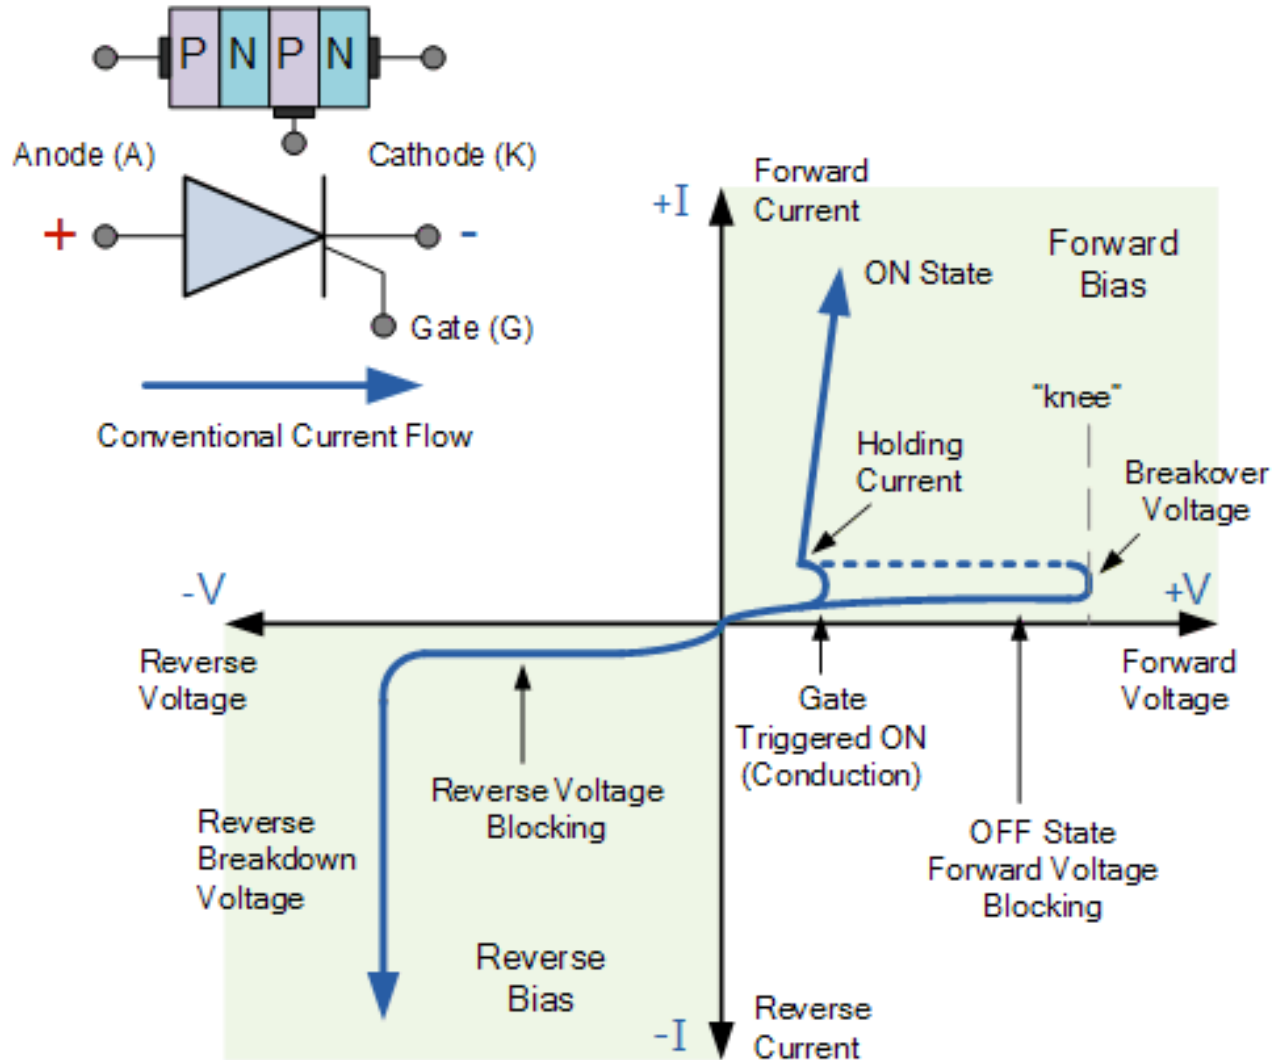 P N P N
Anode (A)
Cathode (K)
+
-
Gate (G)
Conventional Current Flow
+I
Forward
Current
ON State
Forward
Bias
"knee"
Holding
Current
Breakover
Voltage
-V
+V
Reverse
Voltage
Forward
Voltage
Gate
Triggered ON
(Conduction)
Reverse Voltage
Blocking
Reverse
Breakdown
Voltage
OFF State
Forward Voltage
Blocking
Reverse
Bias
-I
Reverse
Current